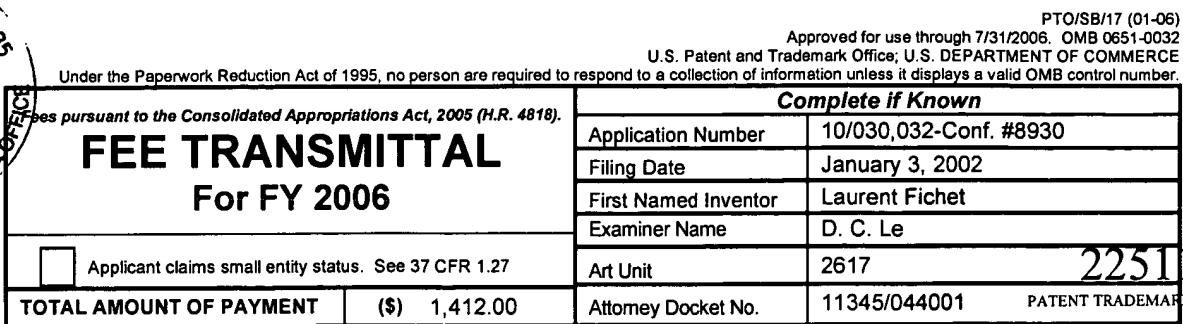 PTO/SB/17 (01-06)
Approved for use through 7/31/2006. OMB 0651-0032
U.S. Patent and Trademark Office; U.S. DEPARTMENT OF COMMERCE
Under the Paperwork Reduction Act of 1995, no person are required to respond to a collection of information unless it displays a valid OMB control number.
OFFICE
Fees pursuant to the Consolidated Appropriations Act, 2005 (H.R. 4818).
FEE TRANSMITTAL
For FY 2006
Applicant claims small entity status. See 37 CFR 1.27
TOTAL AMOUNT OF PAYMENT ($) 1,412.00
Complete if Known
Application Number 10/030,032-Conf. #8930
Filing Date January 3, 2002
First Named Inventor Laurent Fichet
Examiner Name D. C. Le
Art Unit 2617
2251
Attorney Docket No. 11345/044001
PATENT TRADEMAR